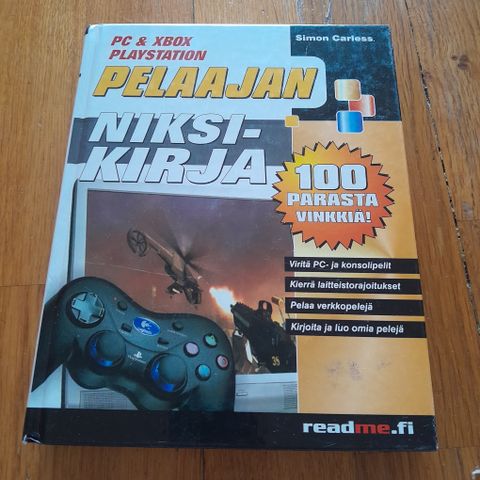 PC & XBOX
PLAYSTATION
Simon Carless
PELAAJAN
NIKSI-
KIRJA
100
PARASTA
VINKKIÄ!
Viritä PC- ja konsolipelit
Kierrä laitteistorajoitukset
Pelaa verkkopelejä
Kirjoita ja luo omia pelejä
35
readme.fi